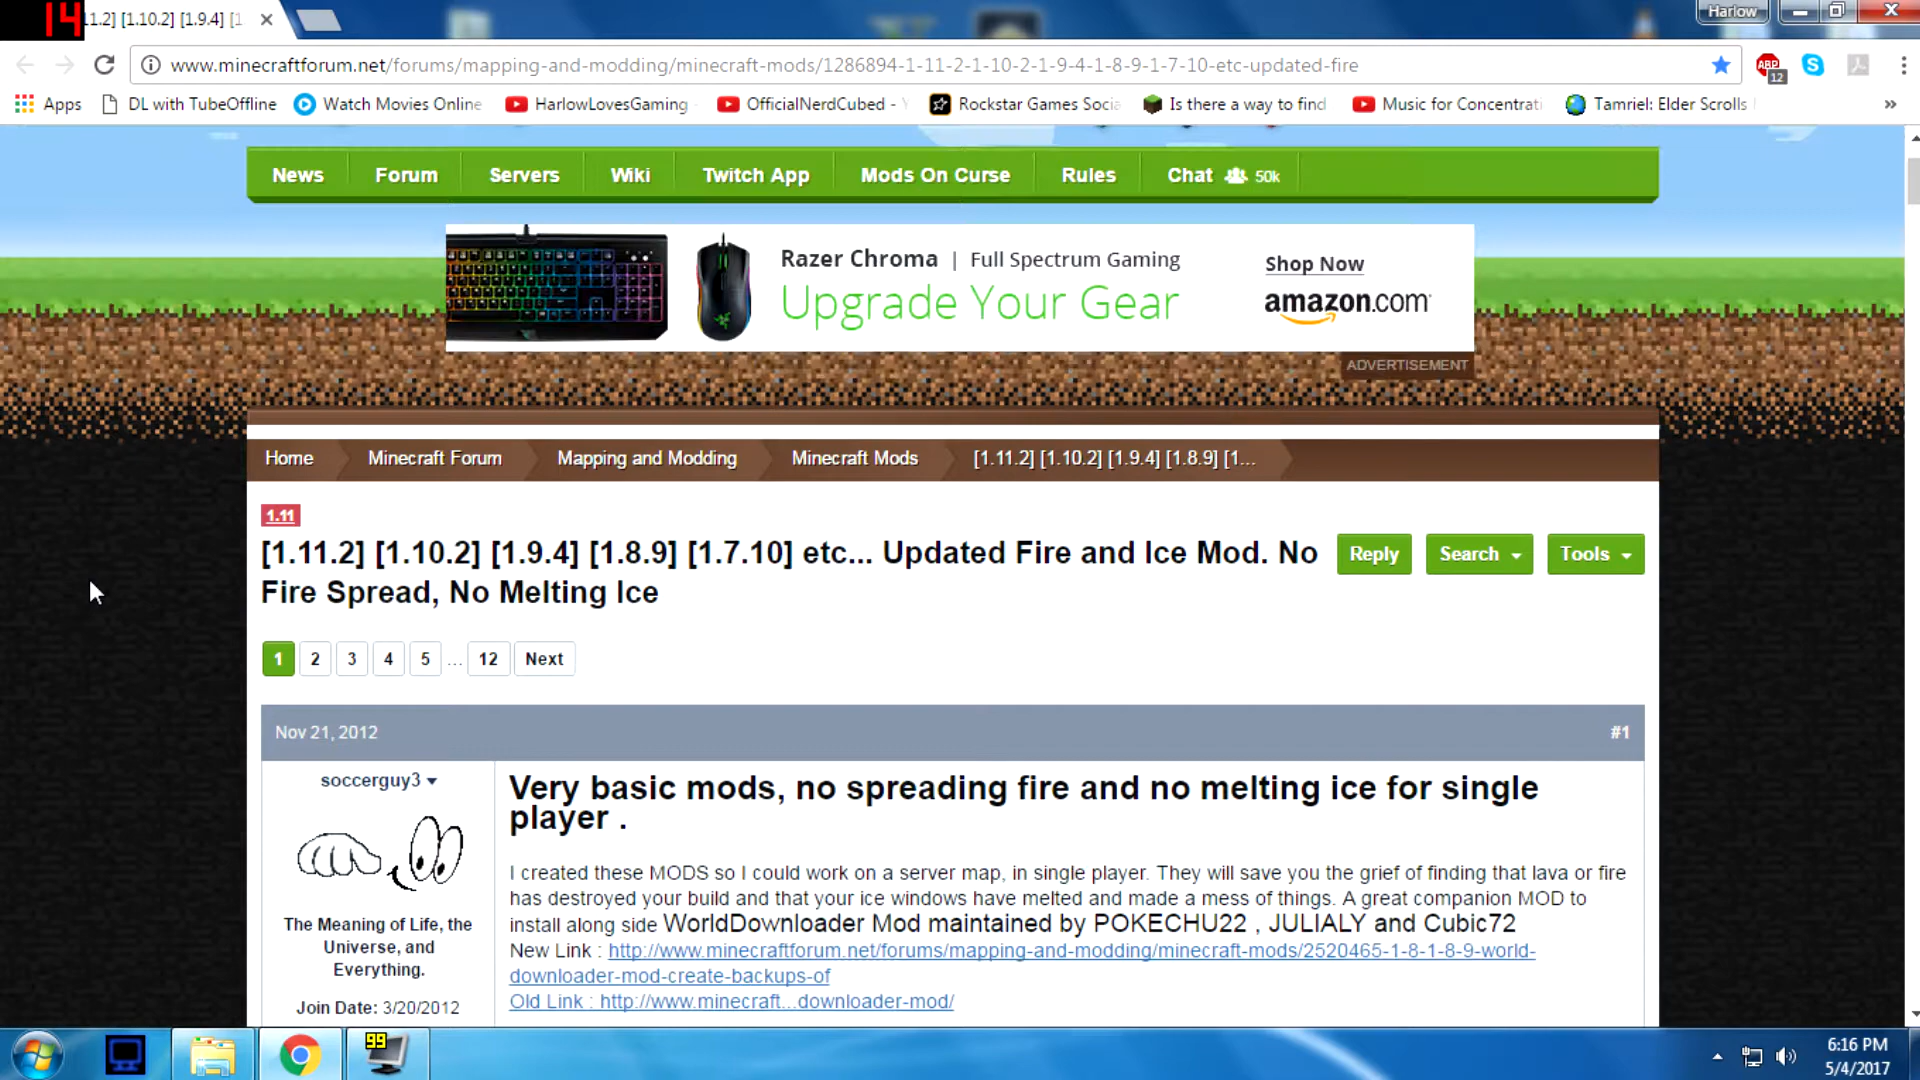 14
11.2] [1.10.2] [1.9.4] [1
Harlow
www.minecraftforum.net/forums/mapping-and-modding/minecraft-mods/1286894-1-11-2-1-10-2-1-9-4-1-8-9-1-7-10-etc-updated-fire
ABP
12
Apps DL with TubeOffline Watch Movies Online HarlowLovesGaming OfficialNerdCubed - Y Rockstar Games Socia Is there a way to find Music for Concentrati Tamriel: Elder Scrolls »
News Forum Servers Wiki Twitch App Mods On Curse Rules Chat 50k
Razer Chroma | Full Spectrum Gaming
Upgrade Your Gear
Shop Now
amazon.com
ADVERTISEMENT
Home Minecraft Forum Mapping and Modding Minecraft Mods [1.11.2] [1.10.2] [1.9.4] [1.8.9] [1...
1.11
[1.11.2] [1.10.2] [1.9.4] [1.8.9] [1.7.10] etc... Updated Fire and Ice Mod. No
Fire Spread, No Melting Ice
Reply Search Tools
1 2 3 4 5 ... 12 Next
Nov 21, 2012 #1
soccerguy3
The Meaning of Life, the
Universe, and
Everything.
Join Date: 3/20/2012
Very basic mods, no spreading fire and no melting ice for single
player .
I created these MODS so I could work on a server map, in single player. They will save you the grief of finding that lava or fire
has destroyed your build and that your ice windows have melted and made a mess of things. A great companion MOD to
install along side WorldDownloader Mod maintained by POKECHU22 , JULIALY and Cubic72
New Link : http://www.minecraftforum.net/forums/mapping-and-modding/minecraft-mods/2520465-1-8-1-8-9-world-
downloader-mod-create-backups-of
Old Link : http://www.minecraft...downloader-mod/
99
6:16 PM
5/4/2017